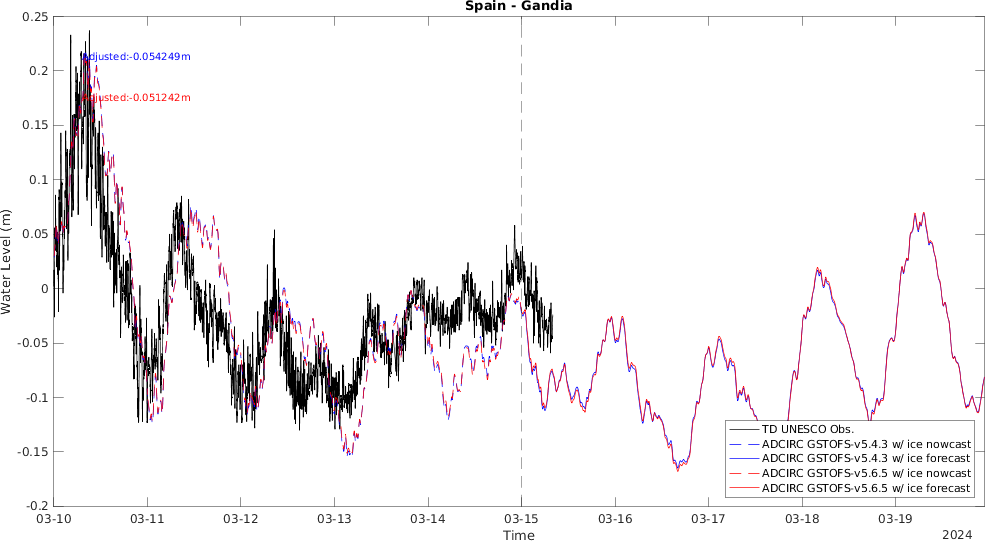 Spain - Gandia
0.25
0.2
0.15
0.1
0.05
0
-0.05
-0.1
-0.15
-0.2
Water Level (m)
Adjusted:-0.054249m
Adjusted:-0.051242m
TD UNESCO Obs.
ADCIRC GSTOFS-v5.4.3 w/ ice nowcast
ADCIRC GSTOFS-v5.4.3 w/ ice forecast
ADCIRC GSTOFS-v5.6.5 w/ ice nowcast
ADCIRC GSTOFS-v5.6.5 w/ ice forecast
03-10 03-11 03-12 03-13 03-14 03-15 03-16 03-17 03-18 03-19
Time
2024